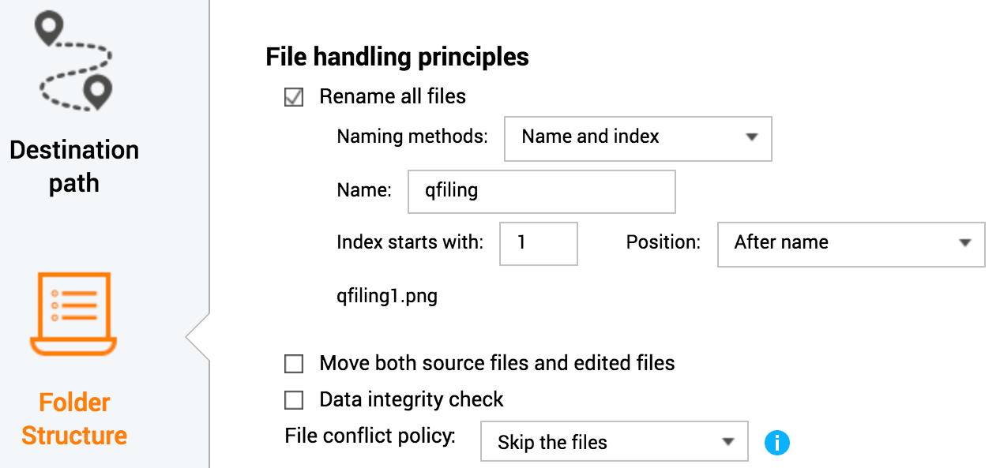 Destination
path
Folder
Structure
File handling principles
Rename all files
Naming methods: Name and index
Name: qfiling
Index starts with: 1 Position: After name
qfiling1.png
Move both source files and edited files
Data integrity check
File conflict policy: Skip the files